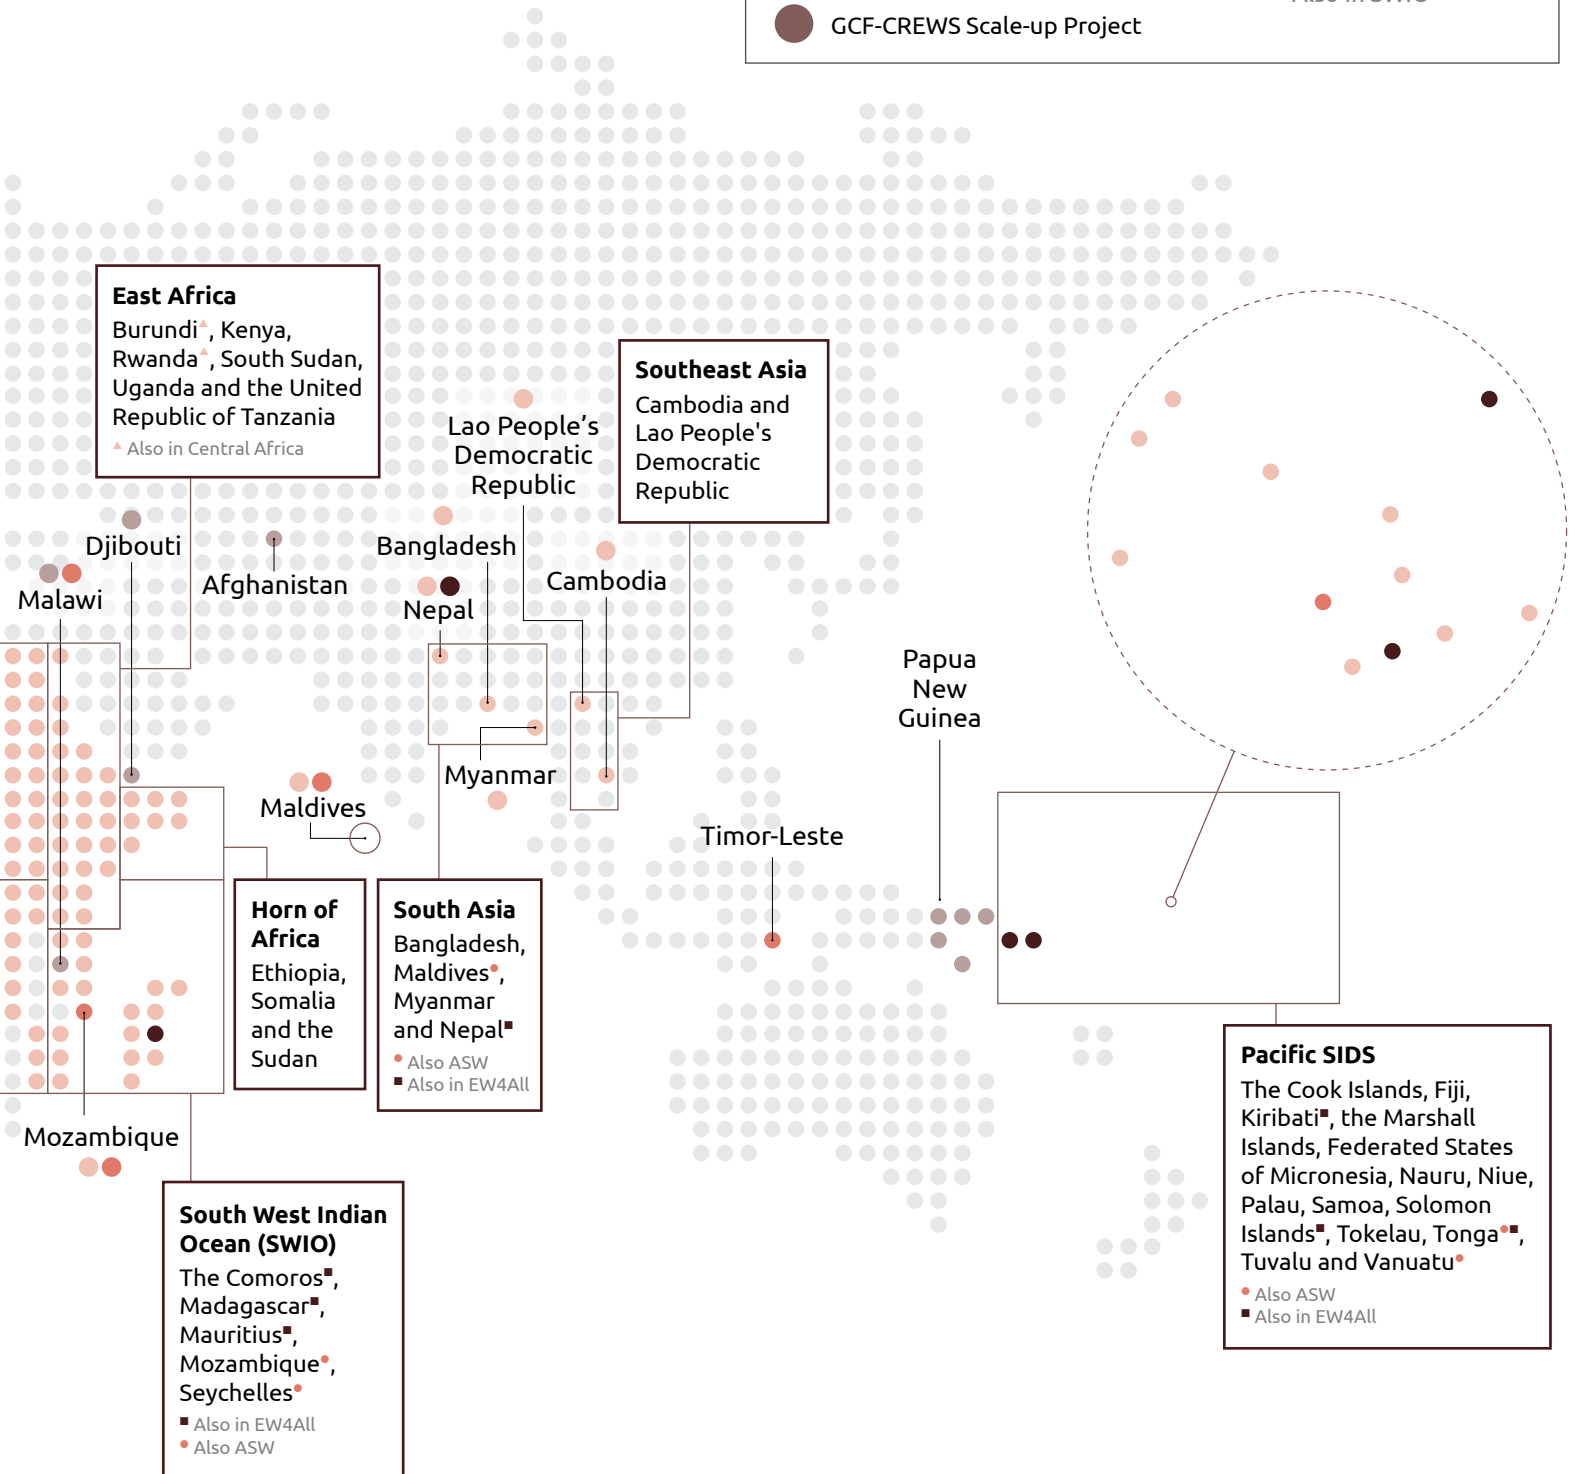 Also in SWIO
GCF-CREWS Scale-up Project
East Africa
Burundi▲, Kenya,
Rwanda▲, South Sudan,
Uganda and the United
Republic of Tanzania
▲ Also in Central Africa
Southeast Asia
Cambodia and
Lao People's
Democratic
Republic
Lao People’s
Democratic
Republic
Djibouti
Malawi
Afghanistan
Bangladesh
Nepal
Cambodia
Myanmar
Maldives
Papua
New
Guinea
Timor-Leste
Horn of
Africa
Ethiopia,
Somalia
and the
Sudan
South Asia
Bangladesh,
Maldives●,
Myanmar
and Nepal■
● Also ASW
■ Also in EW4All
Mozambique
South West Indian
Ocean (SWIO)
The Comoros■,
Madagascar■,
Mauritius■,
Mozambique●,
Seychelles●
■ Also in EW4All
● Also ASW
Pacific SIDS
The Cook Islands, Fiji,
Kiribati■, the Marshall
Islands, Federated States
of Micronesia, Nauru, Niue,
Palau, Samoa, Solomon
Islands■, Tokelau, Tonga●■,
Tuvalu and Vanuatu●
● Also ASW
■ Also in EW4All